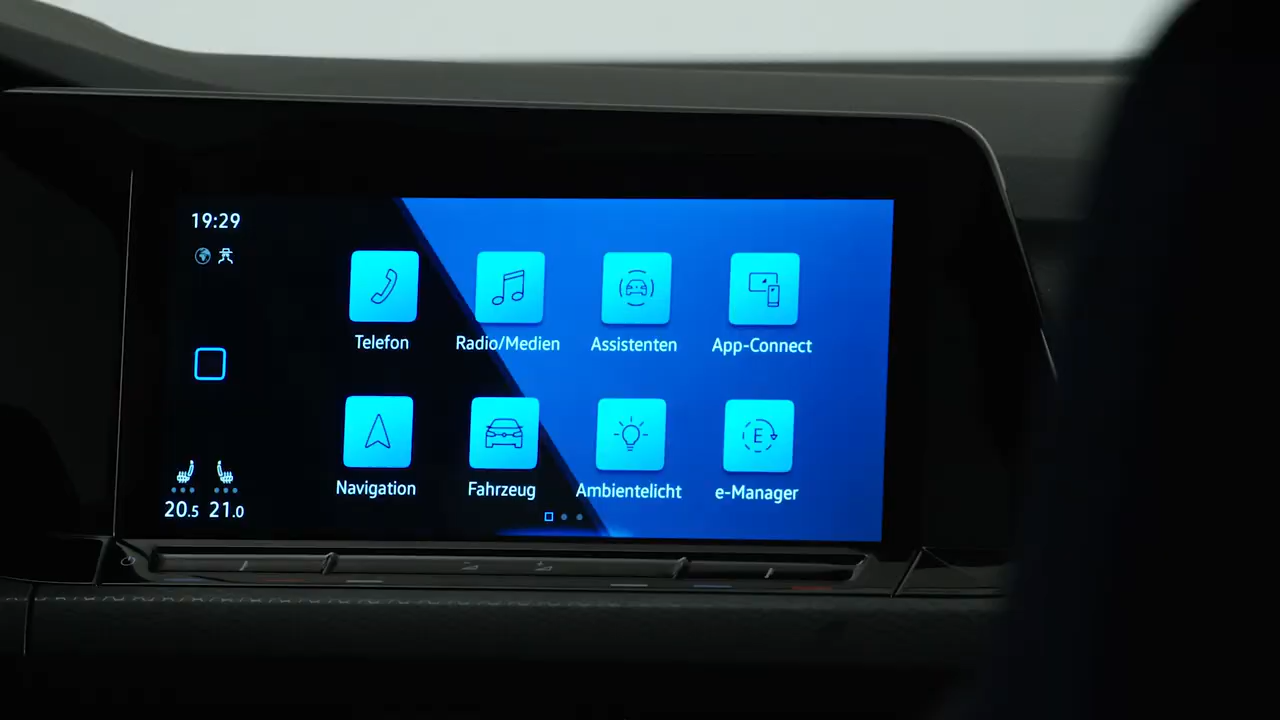 19:29
Telefon
Radio/Medien
Assistenten
App-Connect
Navigation
Fahrzeug
Ambientelicht
E
e-Manager
20.5 21.0